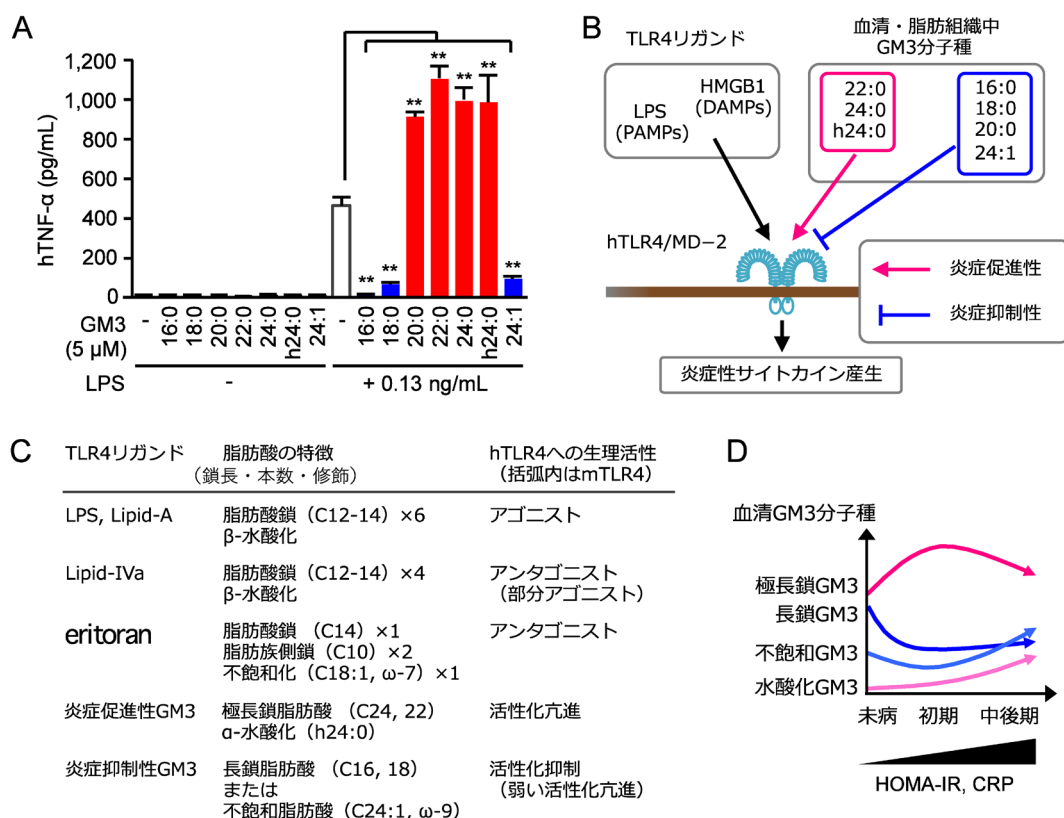 A
hTNF-α (pg/mL)
1,200
1,000
800
600
400
200
0
**
**
**
**
**
**
**
GM3
(5 μM)
-
16:0
18:0
20:0
22:0
24:0
h24:0
24:1
-
16:0
18:0
20:0
22:0
24:0
h24:0
24:1
LPS
-
+ 0.13 ng/mL
B
TLR4リガンド
血清・脂肪組織中
GM3分子種
HMGB1
(DAMPs)
LPS
(PAMPs)
22:0
24:0
h24:0
16:0
18:0
20:0
24:1
hTLR4/MD−2
炎症促進性
炎症抑制性
炎症性サイトカイン産生
C
TLR4リガンド 脂肪酸の特徴 hTLR4への生理活性
（鎖長・本数・修飾） （括弧内はmTLR4）
LPS, Lipid-A 脂肪酸鎖（C12-14）×6 アゴニスト
β-水酸化
Lipid-IVa 脂肪酸鎖（C12-14）×4 アンタゴニスト
β-水酸化 （部分アゴニスト）
eritoran 脂肪酸鎖 （C14）×1 アンタゴニスト
脂肪族側鎖（C10）×2
不飽和化（C18:1, ω-7）×1
炎症促進性GM3 極長鎖脂肪酸 （C24, 22） 活性化亢進
α-水酸化（h24:0）
炎症抑制性GM3 長鎖脂肪酸 （C16, 18） 活性化抑制
または （弱い活性化亢進）
不飽和脂肪酸（C24:1, ω-9）
D
血清GM3分子種
極長鎖GM3
長鎖GM3
不飽和GM3
水酸化GM3
未病 初期 中後期
HOMA-IR, CRP